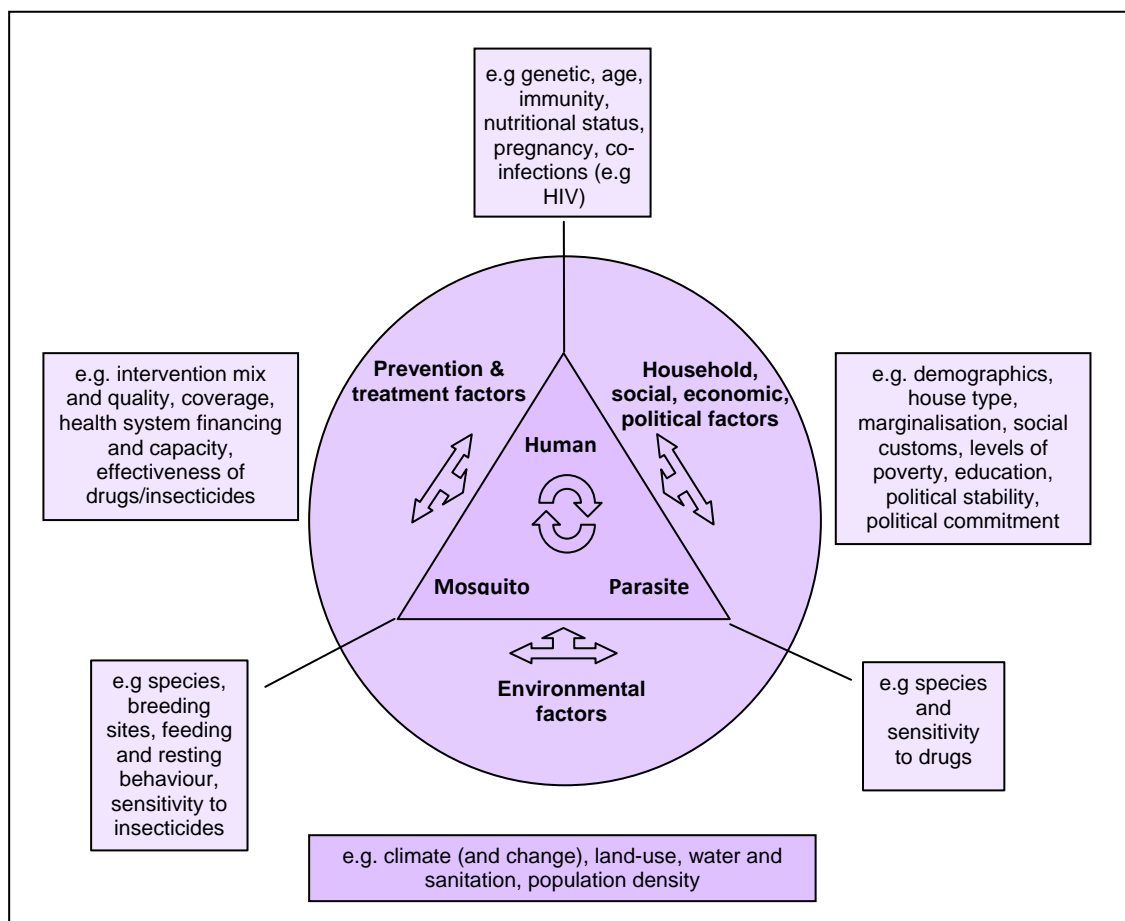 e.g genetic, age,
immunity,
nutritional status,
pregnancy, co-
infections (e.g
HIV)
Prevention &
treatment factors
Household,
social, economic,
political factors
e.g. intervention mix
and quality, coverage,
health system financing
and capacity,
effectiveness of
drugs/insecticides
e.g. demographics,
house type,
marginalisation, social
customs, levels of
poverty, education,
political stability,
political commitment
Human
Mosquito
Parasite
Environmental
factors
e.g species,
breeding
sites, feeding
and resting
behaviour,
sensitivity to
insecticides
e.g species
and
sensitivity
to drugs
e.g. climate (and change), land-use, water and
sanitation, population density